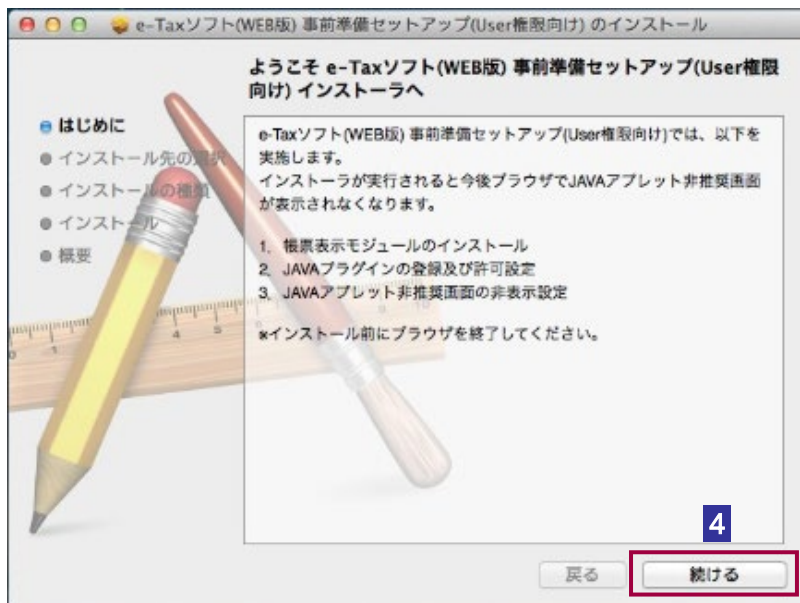 e-Taxソフト(WEB版) 事前準備セットアップ(User権限向け) のインストール
ようこそ e-Taxソフト(WEB版) 事前準備セットアップ(User権限
向け) インストーラへ
はじめに
インストール先の選択
インストールの種類
インストール
概要
e-Taxソフト(WEB版) 事前準備セットアップ(User権限向け)では、以下を
実施します。
インストーラが実行されると今後ブラウザでJAVAアプレット非推奨画面
が表示されなくなります。
1. 帳票表示モジュールのインストール
2. JAVAプラグインの登録及び許可設定
3. JAVAアプレット非推奨画面の非表示設定
※インストール前にブラウザを終了してください。
0 1 4 5 10
4
戻る 続ける